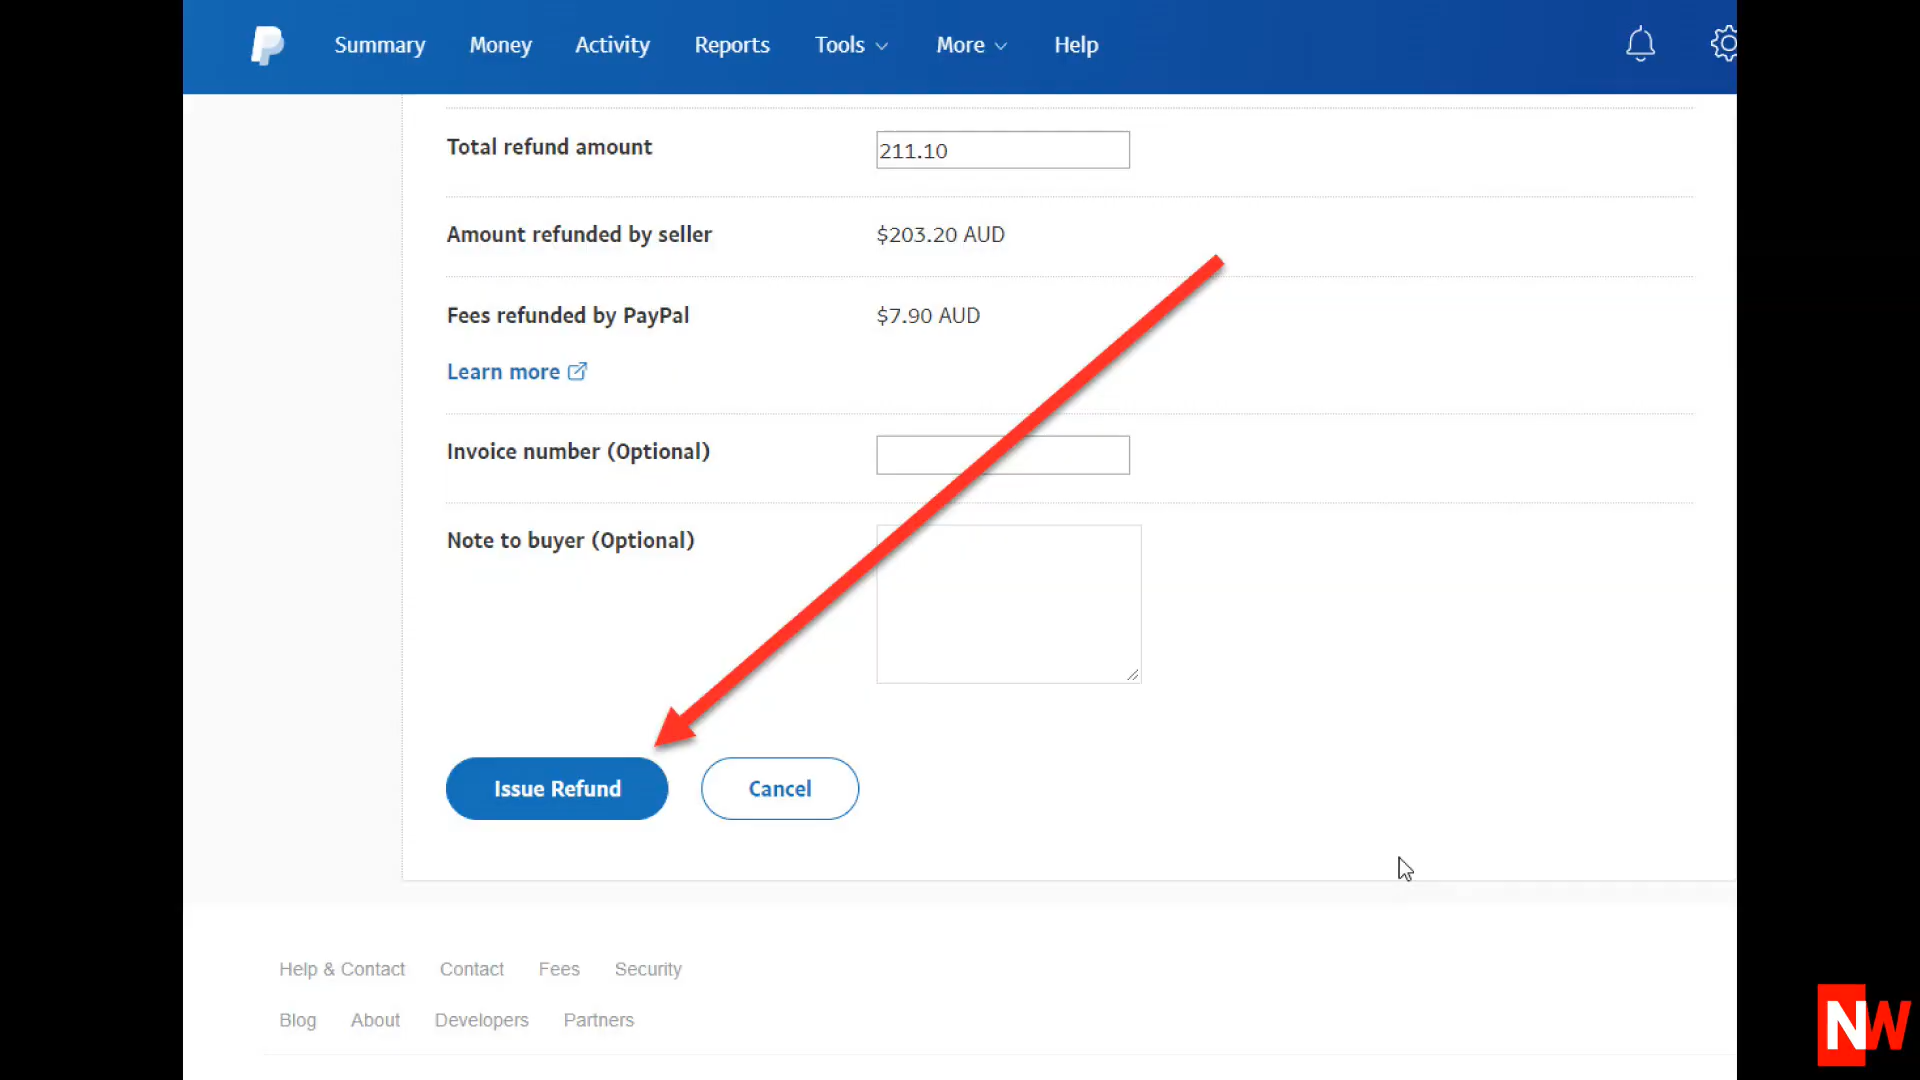 Summary Money Activity Reports Tools More Help
Total refund amount 211.10
Amount refunded by seller $203.20 AUD
Fees refunded by PayPal $7.90 AUD
Learn more
Invoice number (Optional)
Note to buyer (Optional)
Issue Refund Cancel
Help & Contact Contact Fees Security
Blog About Developers Partners
NW